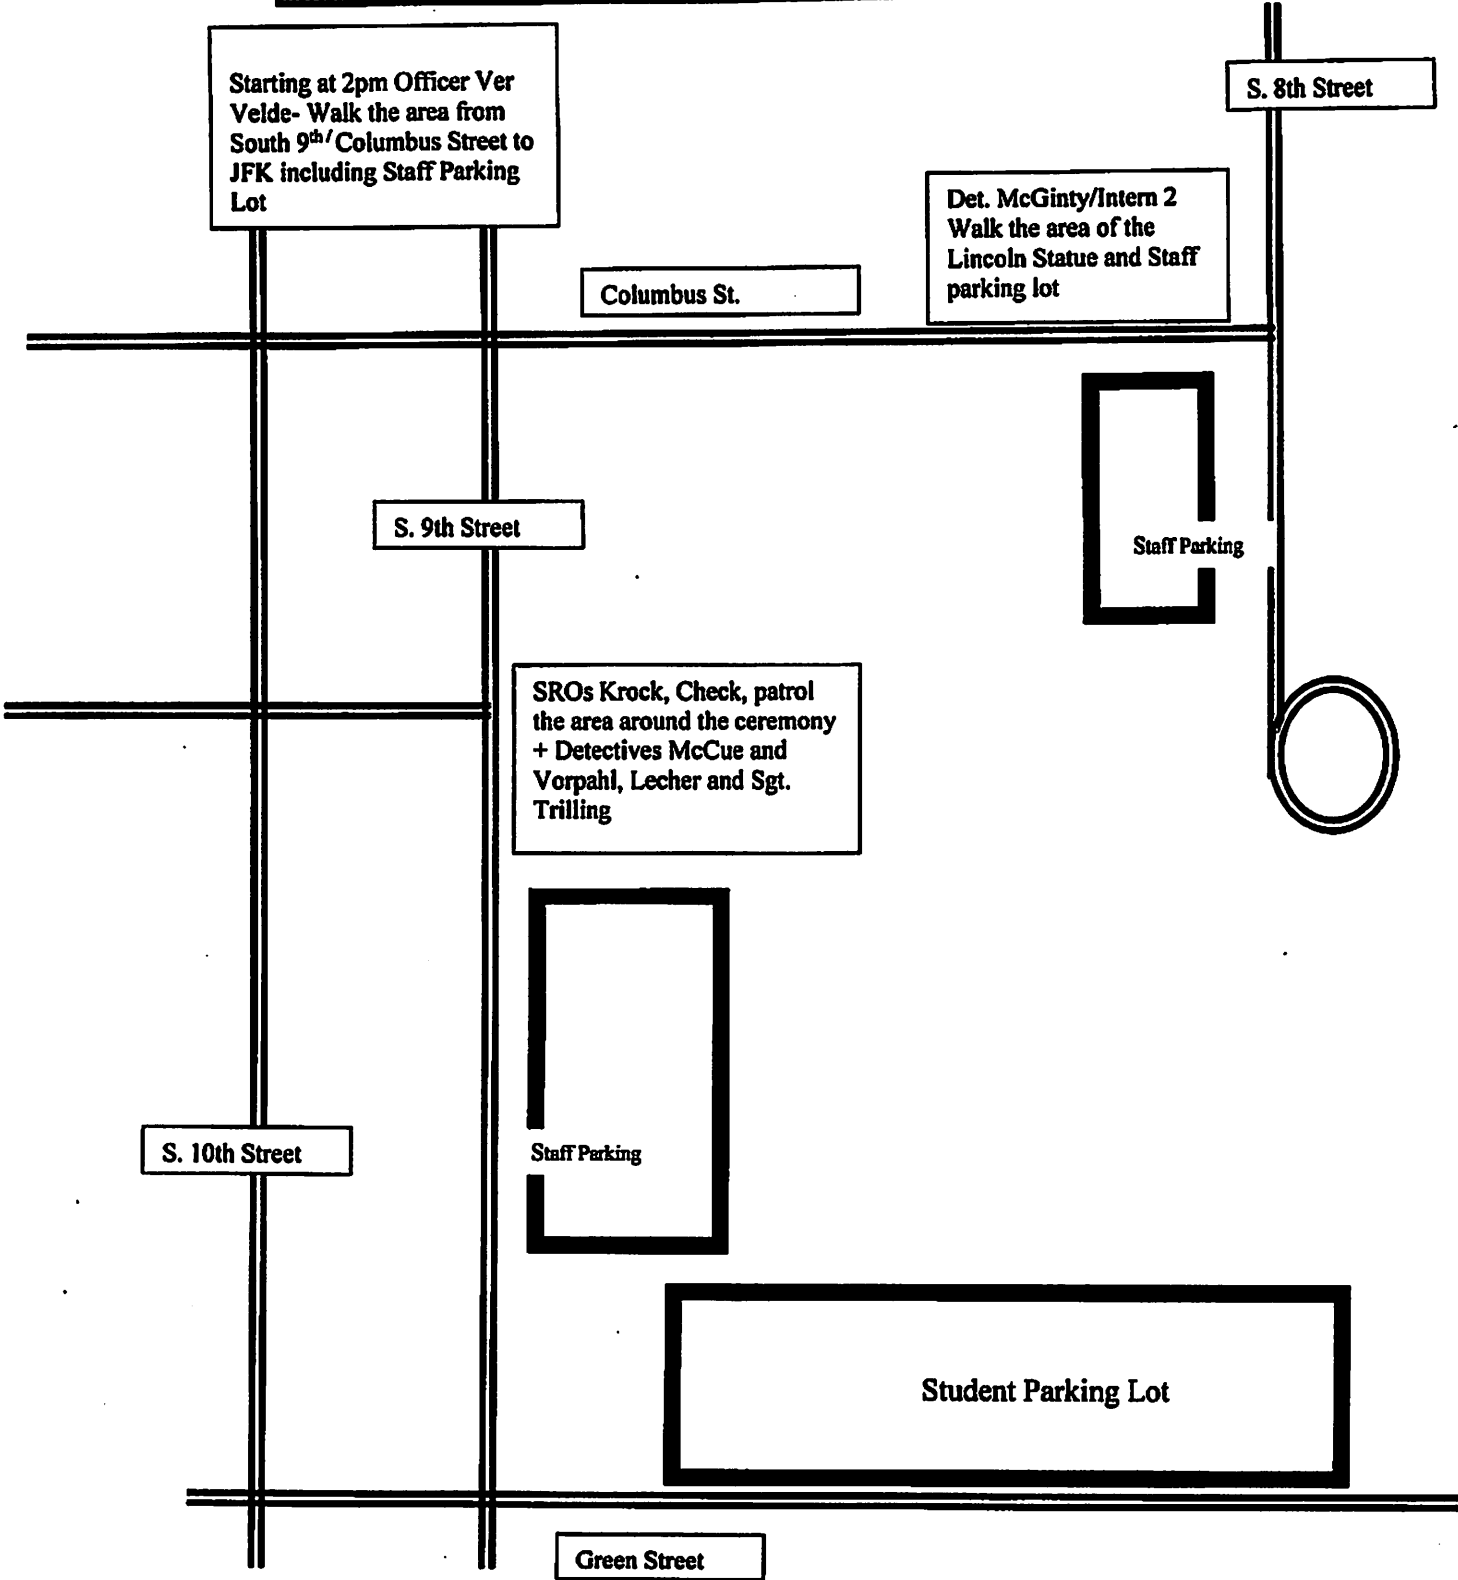 Starting at 2pm Officer Ver
Velde- Walk the area from
South 9th/ Columbus Street to
JFK including Staff Parking
Lot
S. 8th Street
Det. McGinty/Intern 2
Walk the area of the
Lincoln Statue and Staff
parking lot
Columbus St.
S. 9th Street
Staff Parking
SROs Krock, Check, patrol
the area around the ceremony
+ Detectives McCue and
Vorpahl, Lecher and Sgt.
Trilling
S. 10th Street
Staff Parking
Student Parking Lot
Green Street